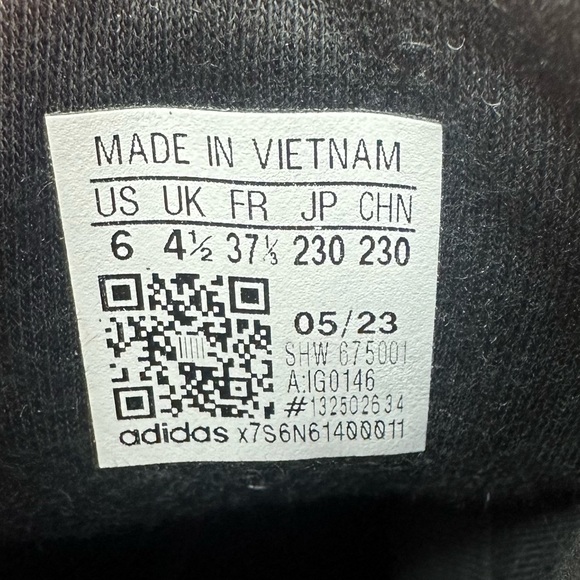 MADE IN VIETNAM
US UK FR JP CHN
6 4½ 37⅓ 230 230
05/23
SHW 675001
A:IG0146
#132502634
adidas x7S6N61400011